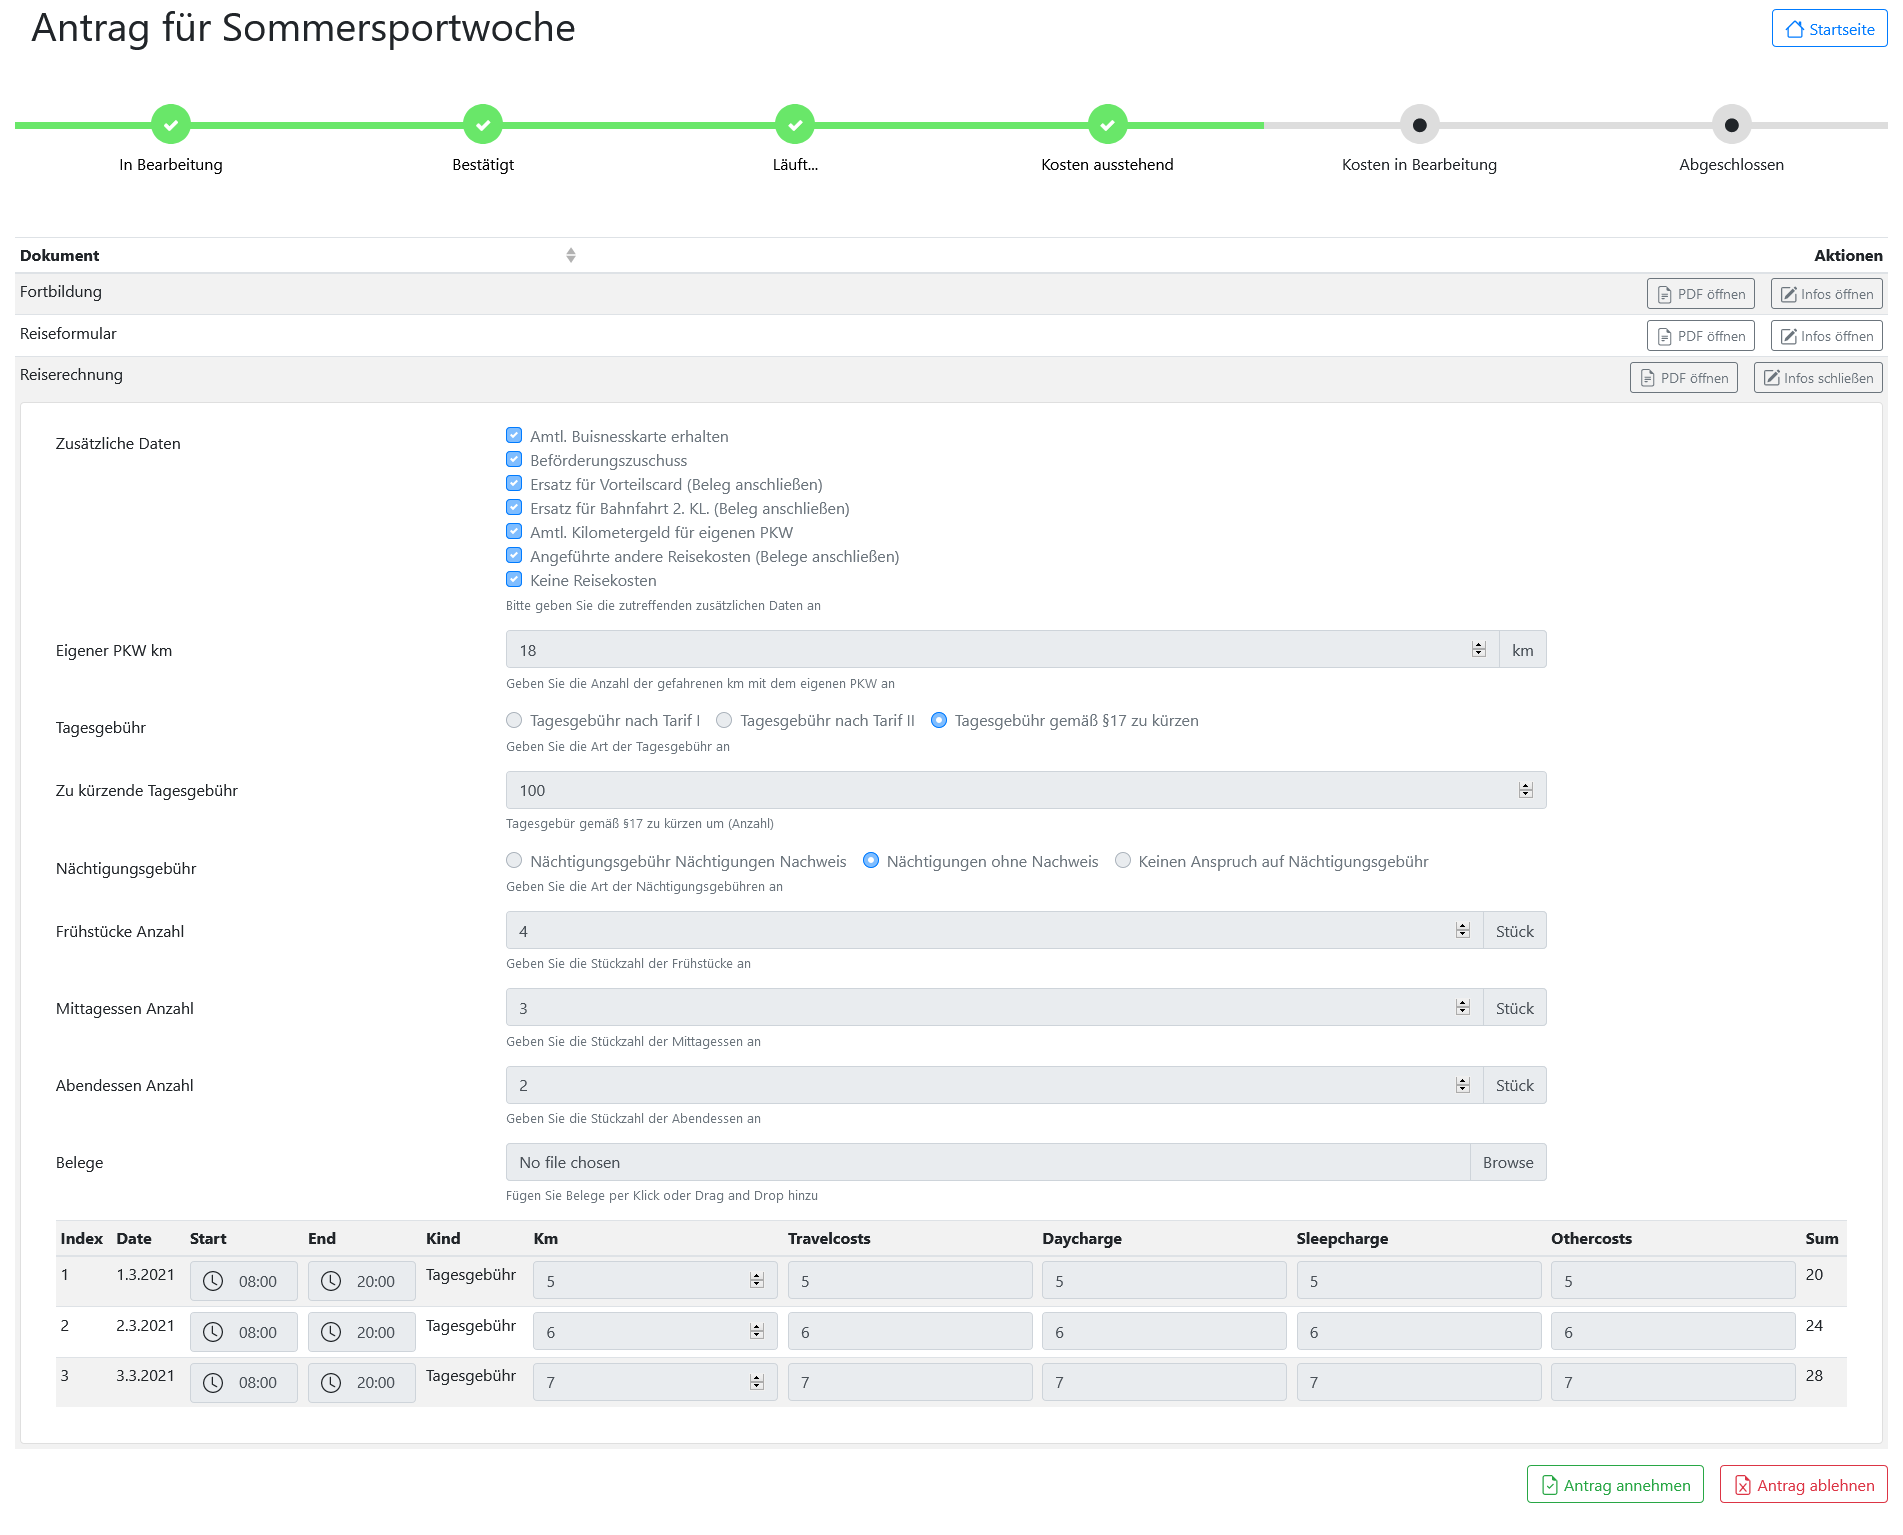 Antrag für Sommersportwoche
Startseite
In Bearbeitung
Bestätigt
Läuft...
Kosten ausstehend
Kosten in Bearbeitung
Abgeschlossen
Dokument Aktionen
Fortbildung PDF öffnen Infos öffnen
Reiseformular PDF öffnen Infos öffnen
Reiserechnung PDF öffnen Infos schließen
Zusätzliche Daten
Amtl. Buisnesskarte erhalten
Beförderungszuschuss
Ersatz für Vorteilscard (Beleg anschließen)
Ersatz für Bahnfahrt 2. KL. (Beleg anschließen)
Amtl. Kilometergeld für eigenen PKW
Angeführte andere Reisekosten (Belege anschließen)
Keine Reisekosten
Bitte geben Sie die zutreffenden zusätzlichen Daten an
Eigener PKW km 18 km
Geben Sie die Anzahl der gefahrenen km mit dem eigenen PKW an
Tagesgebühr Tagesgebühr nach Tarif I Tagesgebühr nach Tarif II Tagesgebühr gemäß §17 zu kürzen
Geben Sie die Art der Tagesgebühr an
Zu kürzende Tagesgebühr 100
Tagesgebür gemäß §17 zu kürzen um (Anzahl)
Nächtigungsgebühr Nächtigungsgebühr Nächtigungen Nachweis Nächtigungen ohne Nachweis Keinen Anspruch auf Nächtigungsgebühr
Geben Sie die Art der Nächtigungsgebühren an
Frühstücke Anzahl 4 Stück
Geben Sie die Stückzahl der Frühstücke an
Mittagessen Anzahl 3 Stück
Geben Sie die Stückzahl der Mittagessen an
Abendessen Anzahl 2 Stück
Geben Sie die Stückzahl der Abendessen an
Belege No file chosen Browse
Fügen Sie Belege per Klick oder Drag and Drop hinzu
Index Date Start End Kind Km Travelcosts Daycharge Sleepcharge Othercosts Sum
1 1.3.2021 08:00 20:00 Tagesgebühr 5 5 5 5 5 20
2 2.3.2021 08:00 20:00 Tagesgebühr 6 6 6 6 6 24
3 3.3.2021 08:00 20:00 Tagesgebühr 7 7 7 7 7 28
Antrag annehmen Antrag ablehnen